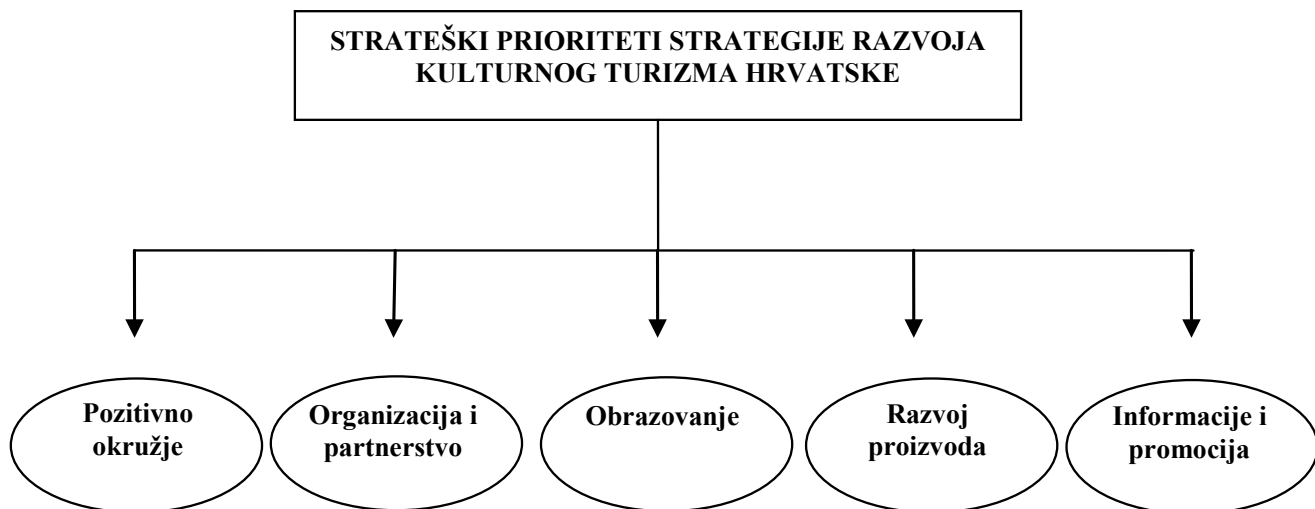 STRATEŠKI PRIORITETI STRATEGIJE RAZVOJA
KULTURNOG TURIZMA HRVATSKE
Pozitivno
okružje
Organizacija i
partnerstvo
Obrazovanje
Razvoj
proizvoda
Informacije i
promocija